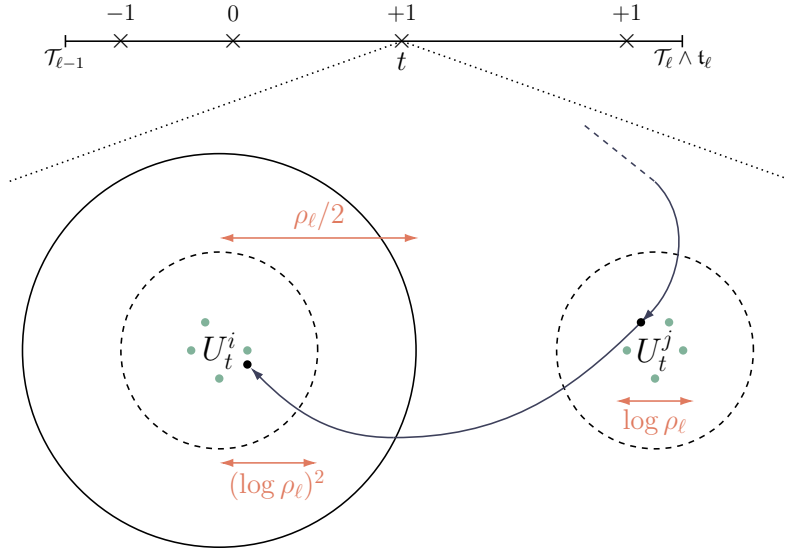 −1 0 +1 +1
𝒯_{ℓ−1} t 𝒯_ℓ ∧ 𝔱_ℓ
ρ_ℓ/2
U_t^i U_t^j
log ρ_ℓ
(log ρ_ℓ)²